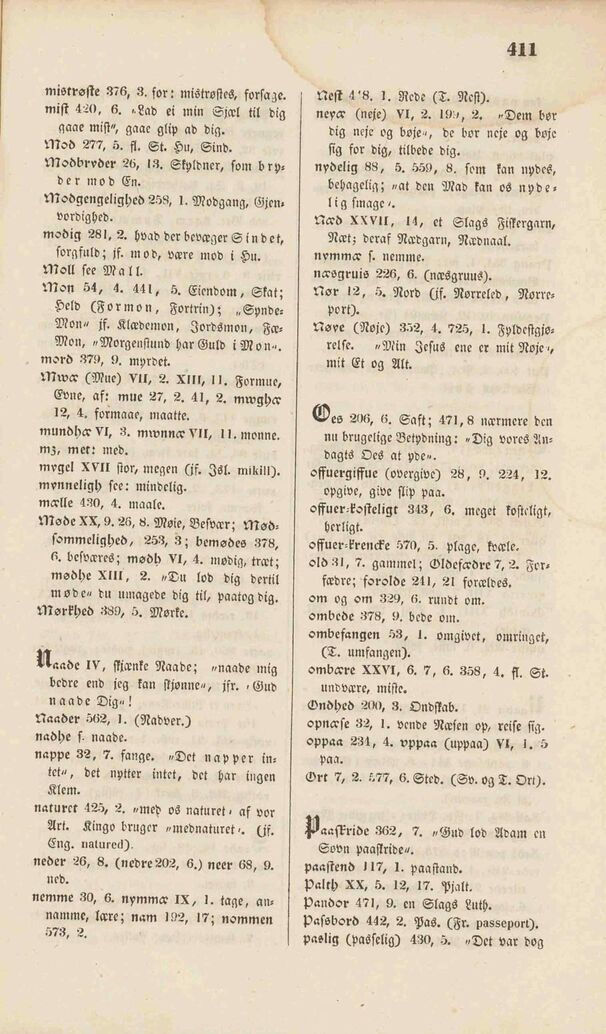 411
mistrøste 376, 3. for: mistrøstes, forsage.
mist 420, 6. „Lad ei min Sjæl til dig
gaae mist“, gaae glip ad dig.
Mod 277, 5. fl. St. Hu, Sind.
Modbryder 26, 13. Skyldner, som bry-
der mod En.
Modgengelighed 258, 1. Modgang, Gjen-
vordighed.
modig 281, 2. hvad der bevæger Sindet,
sorgfuld; jf. mod, være mod i Hu.
Moll see Mall.
Mon 54, 4. 441, 5. Eiendom, Skat;
Held (Formon, Fortrin); „Synde-
Mon“ jf. Klædemon, Jordsmon, Fæ-
Mon, „Morgenstund har Guld i Mon“.
mord 379, 9. myrdet.
Mwæ (Mue) VII, 2. XIII, 11. Formue,
Evne, af: mue 27, 2. 41, 2. mwghæ
12, 4. formaae, maatte.
mundhæ VI, 3. mwnnæ VII, 11. monne.
mz, met: med.
mygel XVII stor, megen (jf. Isl. mikill).
mynneligh see: mindelig.
mælle 430, 4. maale.
Møde XX, 9. 26, 8. Møie, Besvær; Mød-
sommelighed, 253, 3; bemødes 378,
6. besværes; mødh VI, 4. mødig, træt;
mødhe XIII, 2. „Du lod dig dertil
møde“ du umagede dig til, paatog dig.
Mørkhed 389, 5. Mørke.
Naade IV, skjænke Naade; „naade mig
bedre end jeg kan skjønne“, jfr. „Gud
naade Dig“!
Naader 562, 1. (Nadver.)
nadhe s. naade.
nappe 32, 7. fange. „Det napper in-
tet“, det nytter intet, det har ingen
Klem.
naturet 425, 2. „med os naturet“ af vor
Art. Kingo bruger „mednaturet“. (jf.
Eng. natured).
neder 26, 8. (nedre 202, 6.) neer 68, 9.
ned.
nemme 30, 6. nymmæ IX, 1. tage, an-
namme, lære; nam 192, 17; nommen
573, 2.
Nest 418. 1. Rede (T. Nest).
neyæ (neje) VI, 2. 2. „Dem bør
dig neje og bøje“, de bør neje og bøje
sig for dig, tilbede dig.
nydelig 88, 5. 559, 8. som kan nydes,
behagelig; „at den Mad kan os nyde-
lig smage“.
Næd XXVII, 14, et Slags Fiskergarn,
Næt; deraf Nædgarn, Nædnaal.
nymmæ s. nemme.
næsgruis 226, 6. (næsgruus).
Nør 12, 5. Nord (jf. Nørreled, Nørre-
port).
Nøye (Nøje) 352, 4. 725, 1. Fyldestgjø-
relse. „Min Jesus ene er mit Nøje“,
mit Et og Alt.
Oes 206, 6. Saft; 471, 8 nærmere den
nu brugelige Betydning: „Dig vores An-
dagts Oes at yde“.
offuergiffue (overgive) 28, 9. 224, 12.
opgive, give slip paa.
offuer-kosteligt 343, 6. meget kosteligt,
herligt.
offuer-krencke 570, 5. plage, kvæle.
old 31, 7. gammel; Oldefædre 7, 2. For-
fædre; forolde 241, 21 forældes.
om og om 329, 6. rundt om.
ombede 378, 9. bede om.
ombefangen 53, 1. omgivet, omringet,
(T. umfangen).
ombære XXVI, 6. 7, 6. 358, 4. fl. St.
undvære, miste.
Ondhed 200, 3. Ondskab.
opnæse 32, 1. vende Næsen op, reise sig.
oppaa 234, 4. vppaa (uppaa) VI, 1. 5
paa.
Ort 7, 2. 577, 6. Sted. (Sv. og T. Ort).
Paaskride 362, 7. „Gud lod Adam en
Søvn paaskride“.
paastend 117, 1. paastand.
Palth XX, 5. 12, 17. Pjalt.
Pandor 471, 9. en Slags Luth.
Pasbord 442, 2. Pas. (Fr. passeport).
paslig (passelig) 430, 5. „Det var dog